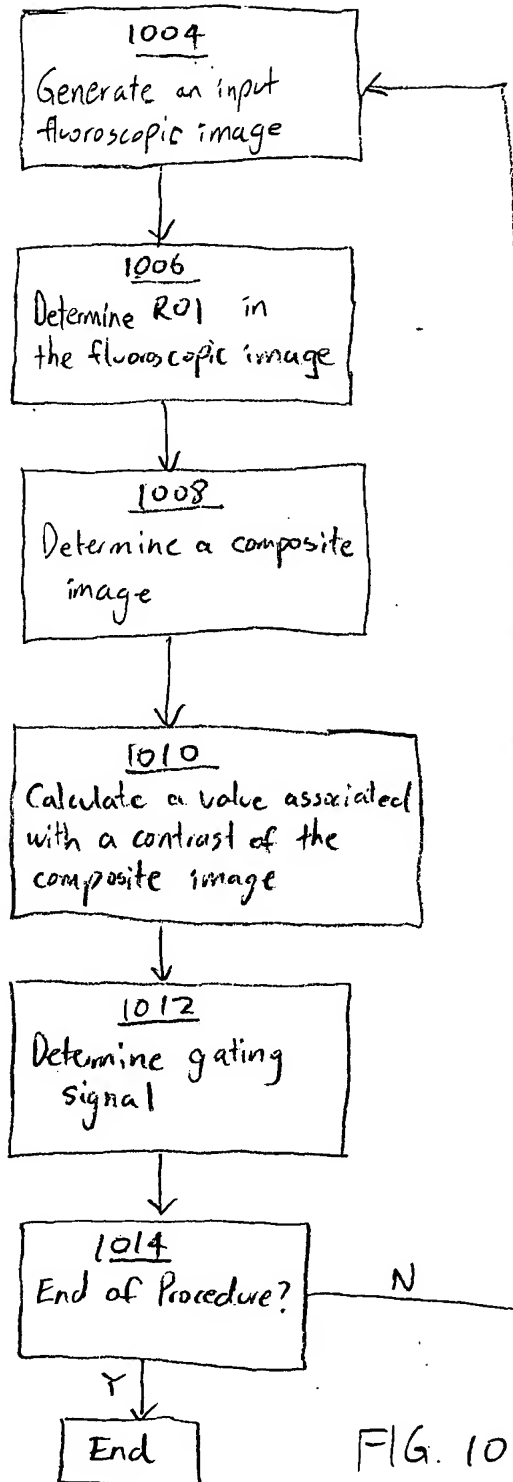 1004
Generate an input
fluoroscopic image
1006
Determine ROI in
the fluoroscopic image
1008
Determine a composite
image
1010
Calculate a value associated
with a contrast of the
composite image
1012
Determine gating
signal
1014
End of Procedure?
N
Y
End
FIG. 10